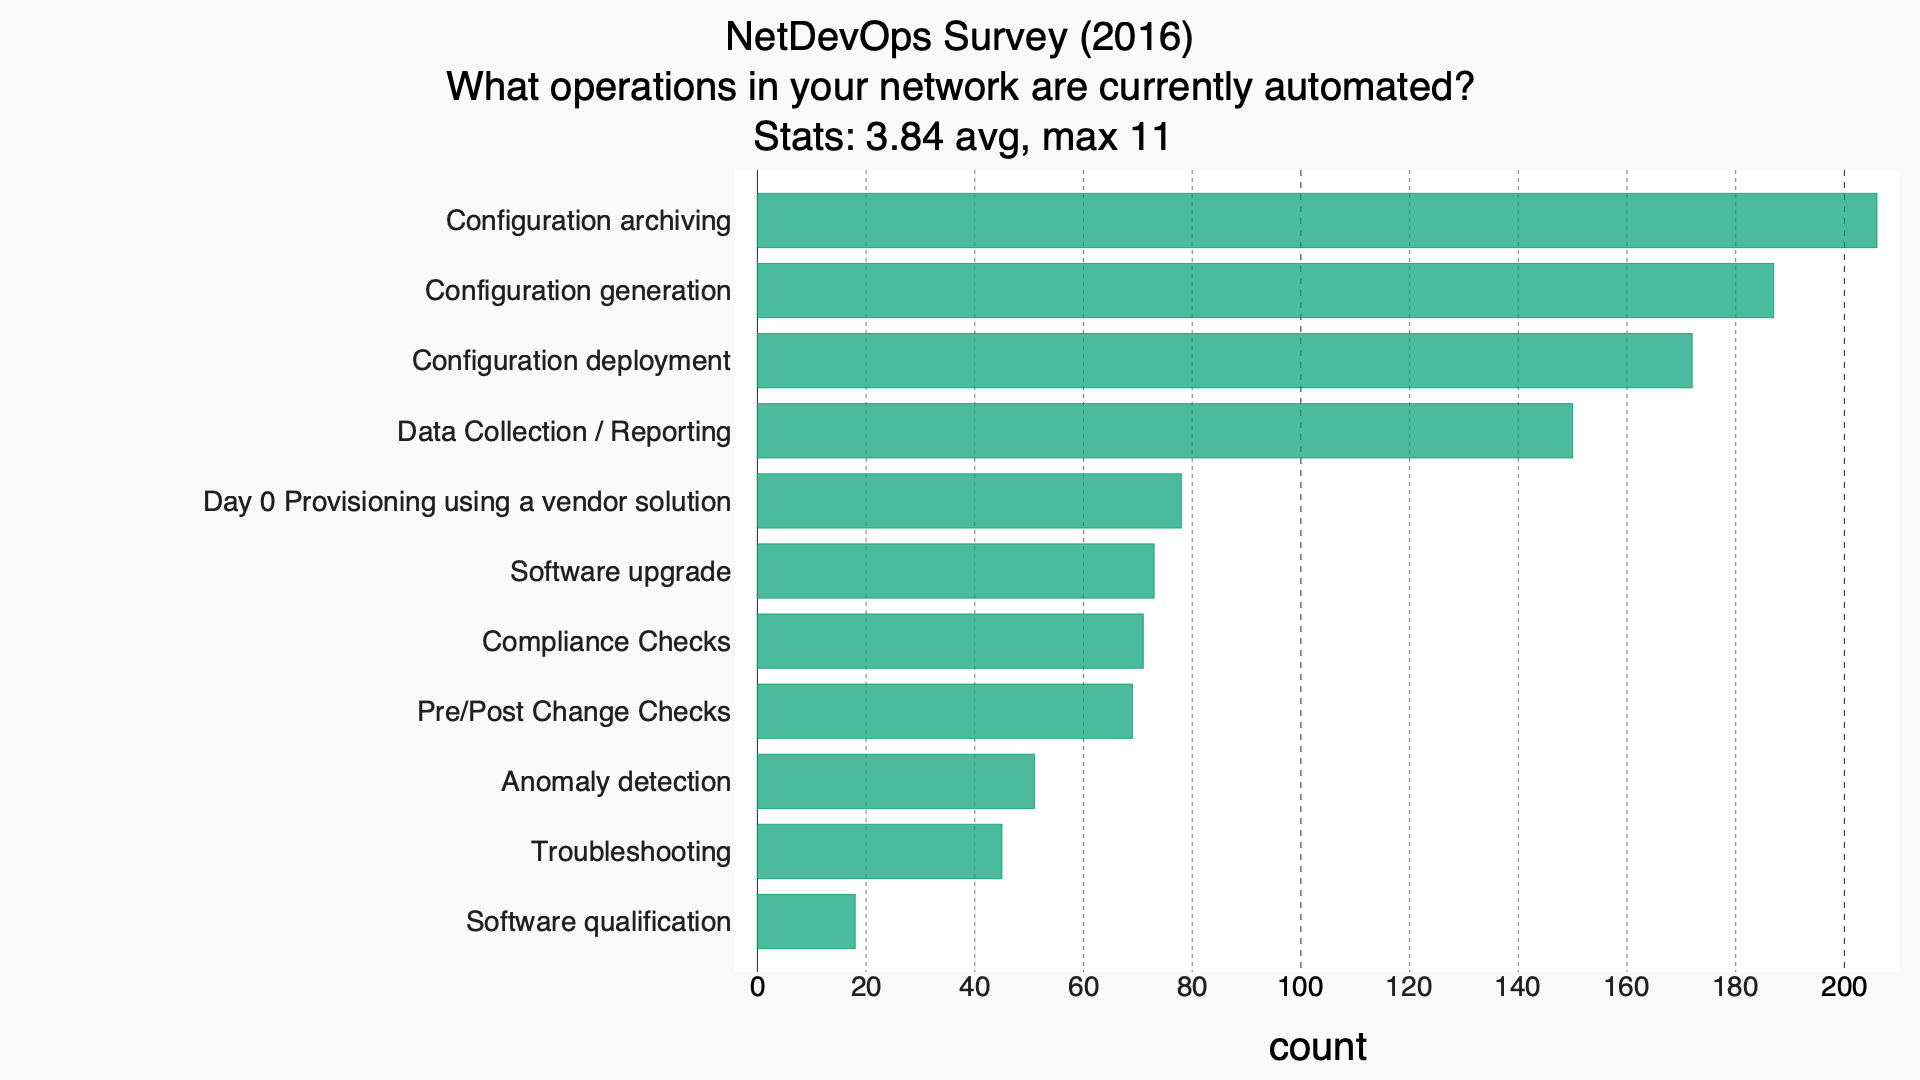 NetDevOps Survey (2016)
What operations in your network are currently automated?
Stats: 3.84 avg, max 11
Configuration archiving
Configuration generation
Configuration deployment
Data Collection / Reporting
Day 0 Provisioning using a vendor solution
Software upgrade
Compliance Checks
Pre/Post Change Checks
Anomaly detection
Troubleshooting
Software qualification
0 20 40 60 80 100 120 140 160 180 200
count